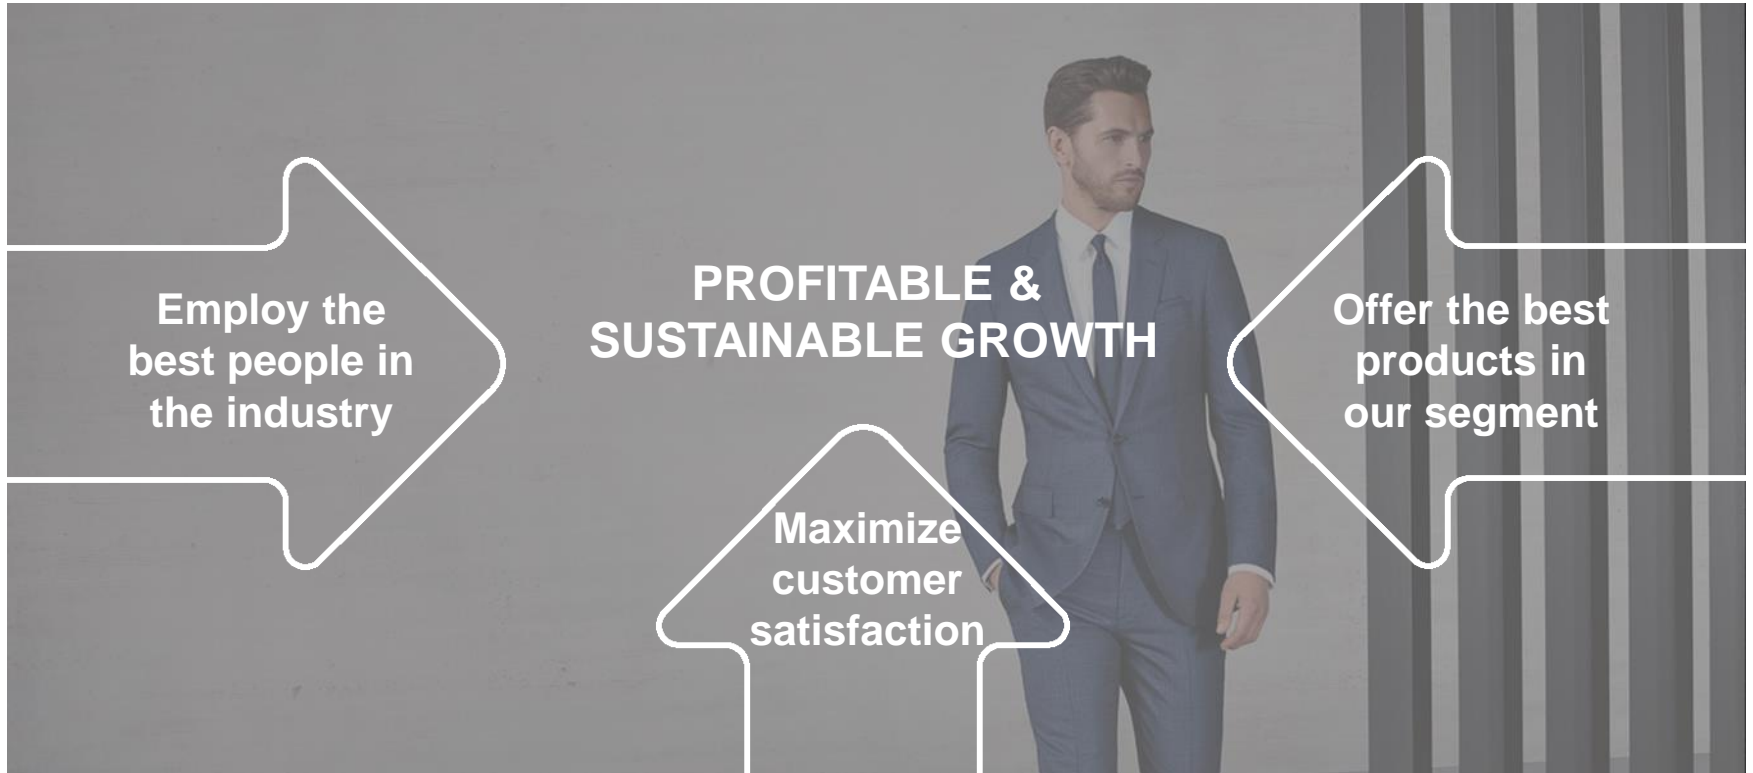 Employ the
best people in
the industry
PROFITABLE &
SUSTAINABLE GROWTH
Maximize
customer
satisfaction
Offer the best
products in
our segment